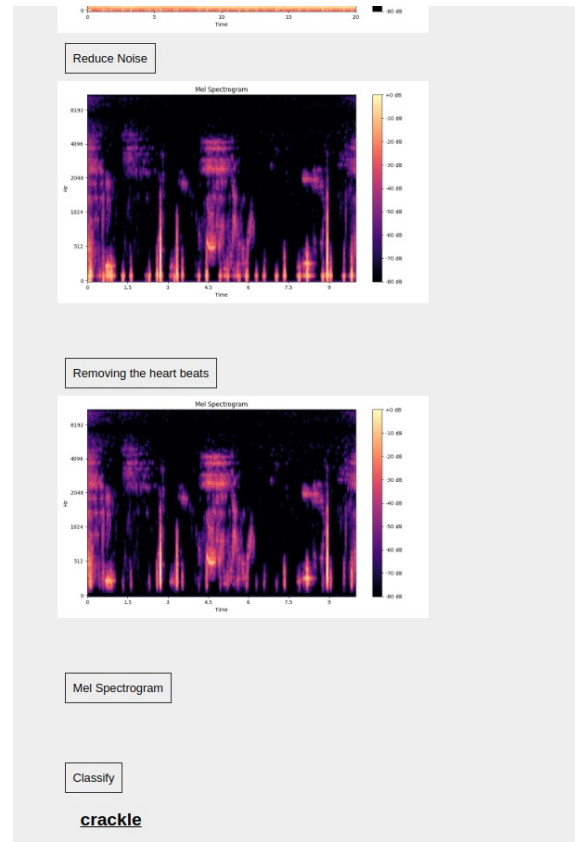 0
-80 dB
0 5 10 15 20
Time
Reduce Noise
Mel Spectrogram
8192
4096
2048
1024
512
0
Hz
0 1.5 3 4.5 6 7.5 9
Time
+0 dB
-10 dB
-20 dB
-30 dB
-40 dB
-50 dB
-60 dB
-70 dB
-80 dB
Removing the heart beats
Mel Spectrogram
8192
4096
2048
1024
512
0
Hz
0 1.5 3 4.5 6 7.5 9
Time
+0 dB
-10 dB
-20 dB
-30 dB
-40 dB
-50 dB
-60 dB
-70 dB
-80 dB
Mel Spectrogram
Classify
crackle